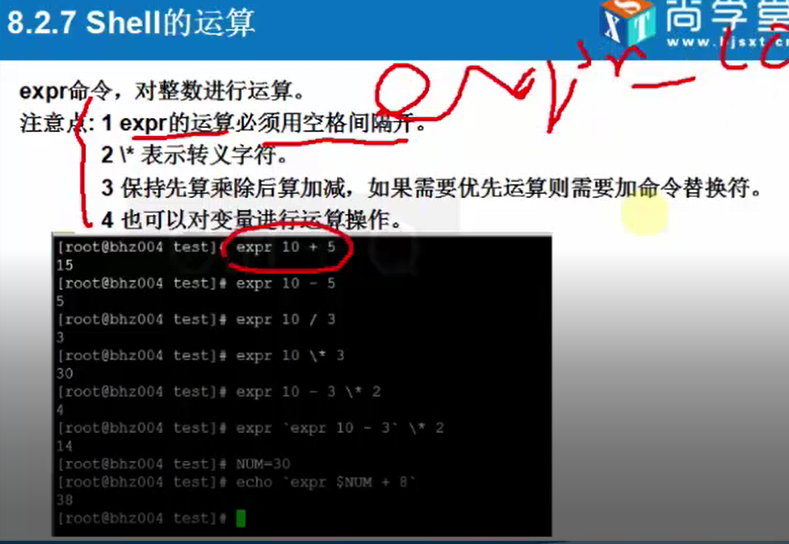 8.2.7 Shell的运算
尚学堂
www.bjsxt.c
expr命令，对整数进行运算。
注意点: 1 expr的运算必须用空格间隔开。
2 \* 表示转义字符。
3 保持先算乘除后算加减，如果需要优先运算则需要加命令替换符。
4 也可以对变量进行运算操作。
[root@bhz004 test]# expr 10 + 5
15
[root@bhz004 test]# expr 10 - 5
5
[root@bhz004 test]# expr 10 / 3
3
[root@bhz004 test]# expr 10 \* 3
30
[root@bhz004 test]# expr 10 - 3 \* 2
4
[root@bhz004 test]# expr `expr 10 - 3` \* 2
14
[root@bhz004 test]# NUM=30
[root@bhz004 test]# echo `expr $NUM + 8`
38
[root@bhz004 test]#